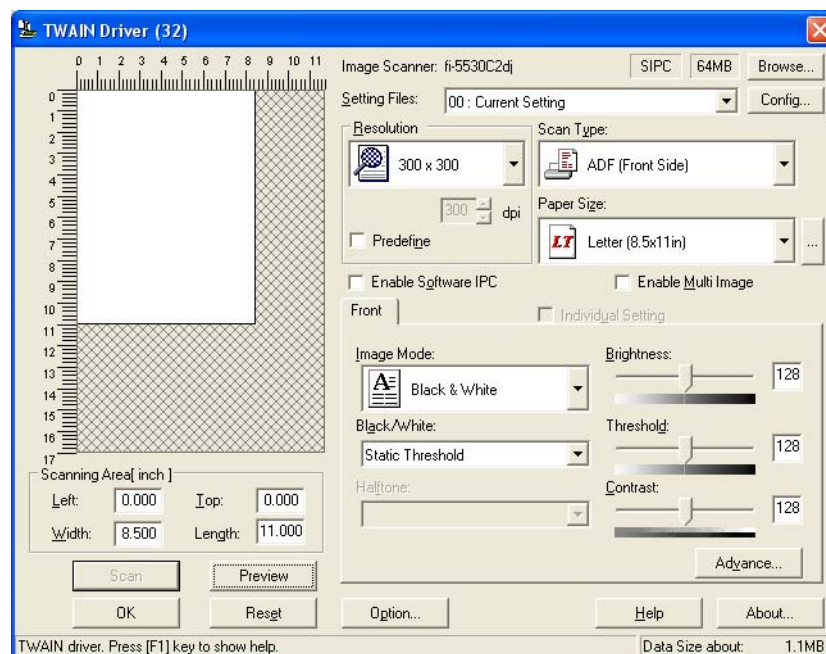 TWAIN Driver (32)
0 1 2 3 4 5 6 7 8 9 10 11
0
1
2
3
4
5
6
7
8
9
10
11
12
13
14
15
16
17
Image Scanner: fi-5530C2dj SIPC 64MB Browse...
Setting Files: 00 : Current Setting Config...
Resolution Scan Type:
300 x 300 ADF (Front Side)
300 dpi Paper Size:
Predefine LT Letter (8.5x11in) ...
Enable Software IPC Enable Multi Image
Front Individual Setting
Image Mode: Brightness:
Black & White 128
Black/White: Threshold:
Static Threshold 128
Halftone: Contrast:
128
Advance...
Scanning Area[ inch ]
Left: 0.000 Top: 0.000
Width: 8.500 Length: 11.000
Scan Preview
OK Reset Option... Help About...
TWAIN driver. Press [F1] key to show help. Data Size about: 1.1MB